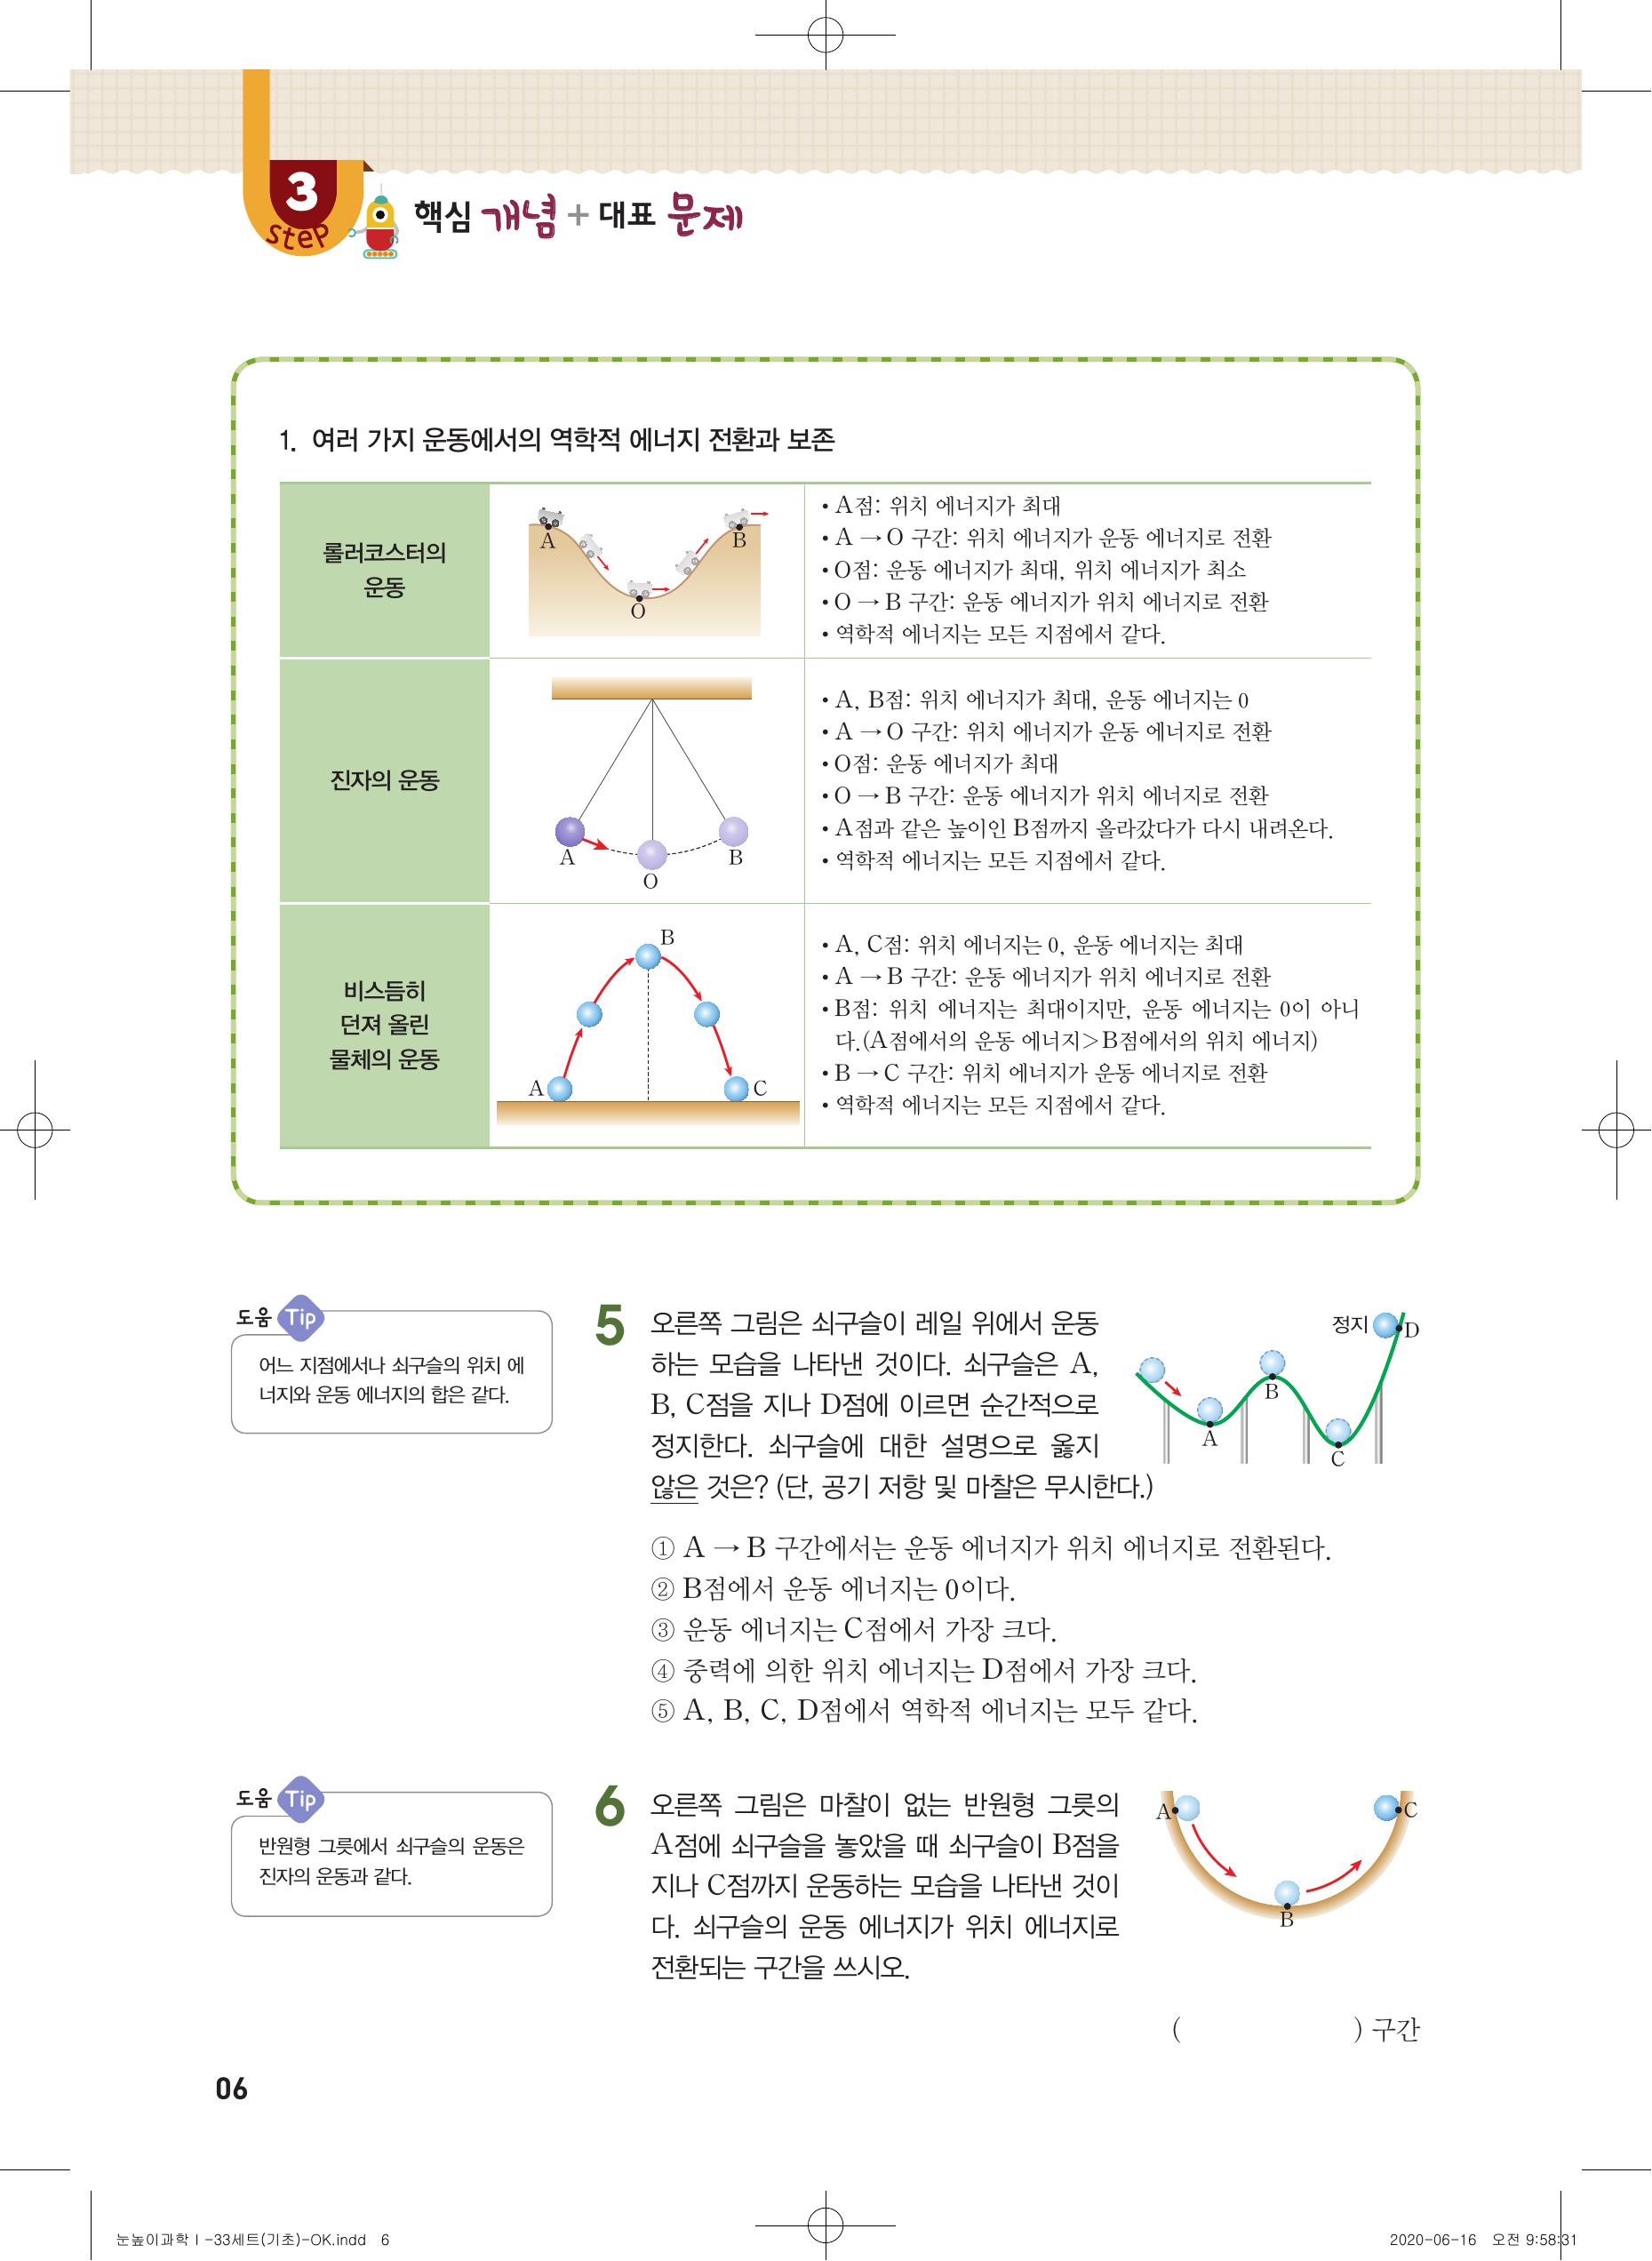 3
steP
핵심 개념 + 대표 문제
1. 여러 가지 운동에서의 역학적 에너지 전환과 보존
롤러코스터의
운동
A
B
O
• A점: 위치 에너지가 최대
• A → O 구간: 위치 에너지가 운동 에너지로 전환
• O점: 운동 에너지가 최대, 위치 에너지가 최소
• O → B 구간: 운동 에너지가 위치 에너지로 전환
• 역학적 에너지는 모든 지점에서 같다.
진자의 운동
A
B
O
• A, B점: 위치 에너지가 최대, 운동 에너지는 0
• A → O 구간: 위치 에너지가 운동 에너지로 전환
• O점: 운동 에너지가 최대
• O → B 구간: 운동 에너지가 위치 에너지로 전환
• A점과 같은 높이인 B점까지 올라갔다가 다시 내려온다.
• 역학적 에너지는 모든 지점에서 같다.
비스듬히
던져 올린
물체의 운동
B
A
C
• A, C점: 위치 에너지는 0, 운동 에너지는 최대
• A → B 구간: 운동 에너지가 위치 에너지로 전환
• B점: 위치 에너지는 최대이지만, 운동 에너지는 0이 아니
다.(A점에서의 운동 에너지>B점에서의 위치 에너지)
• B → C 구간: 위치 에너지가 운동 에너지로 전환
• 역학적 에너지는 모든 지점에서 같다.
도움 Tip
어느 지점에서나 쇠구슬의 위치 에
너지와 운동 에너지의 합은 같다.
5 오른쪽 그림은 쇠구슬이 레일 위에서 운동
하는 모습을 나타낸 것이다. 쇠구슬은 A,
B, C점을 지나 D점에 이르면 순간적으로
정지한다. 쇠구슬에 대한 설명으로 옳지
않은 것은? (단, 공기 저항 및 마찰은 무시한다.)
정지
D
B
A
C
① A → B 구간에서는 운동 에너지가 위치 에너지로 전환된다.
② B점에서 운동 에너지는 0이다.
③ 운동 에너지는 C점에서 가장 크다.
④ 중력에 의한 위치 에너지는 D점에서 가장 크다.
⑤ A, B, C, D점에서 역학적 에너지는 모두 같다.
도움 Tip
반원형 그릇에서 쇠구슬의 운동은
진자의 운동과 같다.
6 오른쪽 그림은 마찰이 없는 반원형 그릇의
A점에 쇠구슬을 놓았을 때 쇠구슬이 B점을
지나 C점까지 운동하는 모습을 나타낸 것이
다. 쇠구슬의 운동 에너지가 위치 에너지로
전환되는 구간을 쓰시오.
A
C
B
( ) 구간
06
눈높이과학 I -33세트(기초)-OK.indd 6
2020-06-16 오전 9:58:31